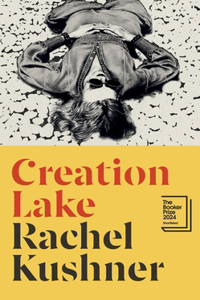 Creation
Lake
Rachel
Kushner
The
Booker
Prize
2024
Shortlisted